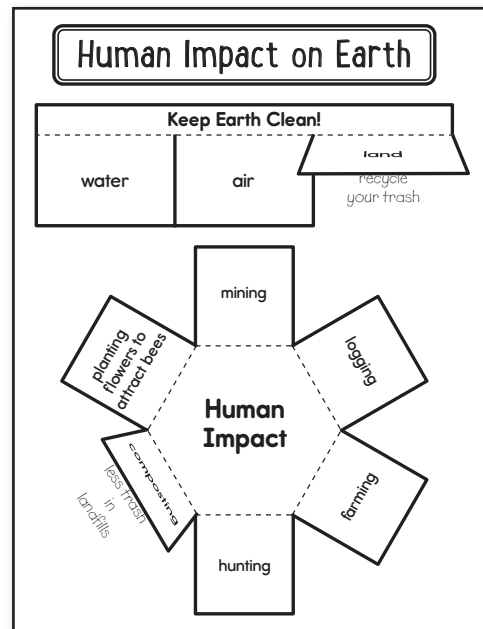 Human Impact on Earth
Keep Earth Clean!
water
air
land
recycle
your trash
mining
planting
flowers to
attract bees
logging
Human
Impact
composting
less trash
in
landfills
farming
hunting